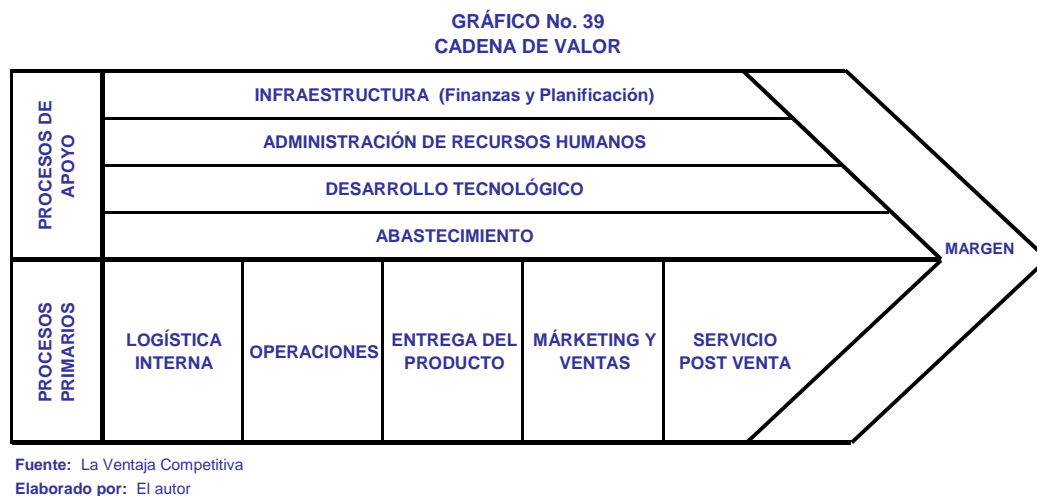 GRÁFICO No. 39
CADENA DE VALOR
PROCESOS DE
APOYO
INFRAESTRUCTURA (Finanzas y Planificación)
ADMINISTRACIÓN DE RECURSOS HUMANOS
DESARROLLO TECNOLÓGICO
ABASTECIMIENTO
MARGEN
PROCESOS
PRIMARIOS
LOGÍSTICA
INTERNA
OPERACIONES
ENTREGA DEL
PRODUCTO
MÁRKETING Y
VENTAS
SERVICIO
POST VENTA
Fuente: La Ventaja Competitiva
Elaborado por: El autor